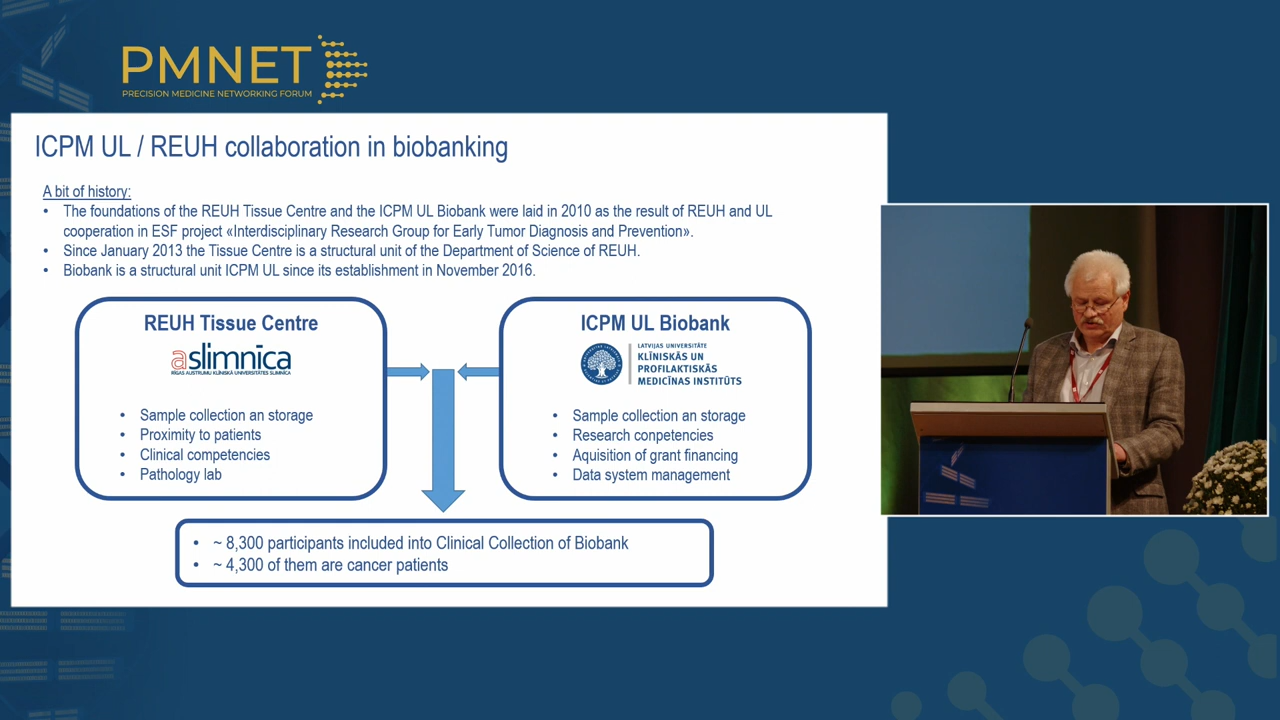 PMNET
PRECISION MEDICINE NETWORKING FORUM
ICPM UL / REUH collaboration in biobanking
A bit of history:
• The foundations of the REUH Tissue Centre and the ICPM UL Biobank were laid in 2010 as the result of REUH and UL
cooperation in ESF project «Interdisciplinary Research Group for Early Tumor Diagnosis and Prevention».
• Since January 2013 the Tissue Centre is a structural unit of the Department of Science of REUH.
• Biobank is a structural unit ICPM UL since its establishment in November 2016.
REUH Tissue Centre
aslimnīca
RĪGAS AUSTRUMU KLĪNISKĀ UNIVERSITĀTES SLIMNĪCA
• Sample collection an storage
• Proximity to patients
• Clinical competencies
• Pathology lab
ICPM UL Biobank
LATVIJAS UNIVERSITĀTE
KLĪNISKĀS UN
PROFILAKTISKĀS
MEDICĪNAS INSTITŪTS
• Sample collection an storage
• Research conpetencies
• Aquisition of grant financing
• Data system management
• ~ 8,300 participants included into Clinical Collection of Biobank
• ~ 4,300 of them are cancer patients